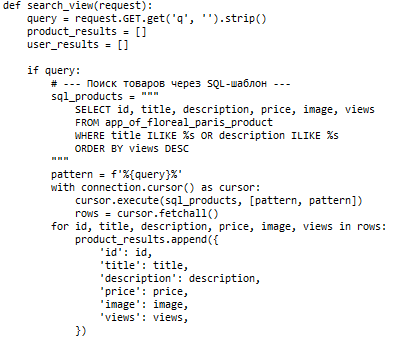 def search_view(request):
    query = request.GET.get('q', '').strip()
    product_results = []
    user_results = []

    if query:
        # --- Поиск товаров через SQL-шаблон ---
        sql_products = """
            SELECT id, title, description, price, image, views
            FROM app_of_floreal_paris_product
            WHERE title ILIKE %s OR description ILIKE %s
            ORDER BY views DESC
        """
        pattern = f'%{query}%'
        with connection.cursor() as cursor:
            cursor.execute(sql_products, [pattern, pattern])
            rows = cursor.fetchall()
        for id, title, description, price, image, views in rows:
            product_results.append({
                'id': id,
                'title': title,
                'description': description,
                'price': price,
                'image': image,
                'views': views,
            })